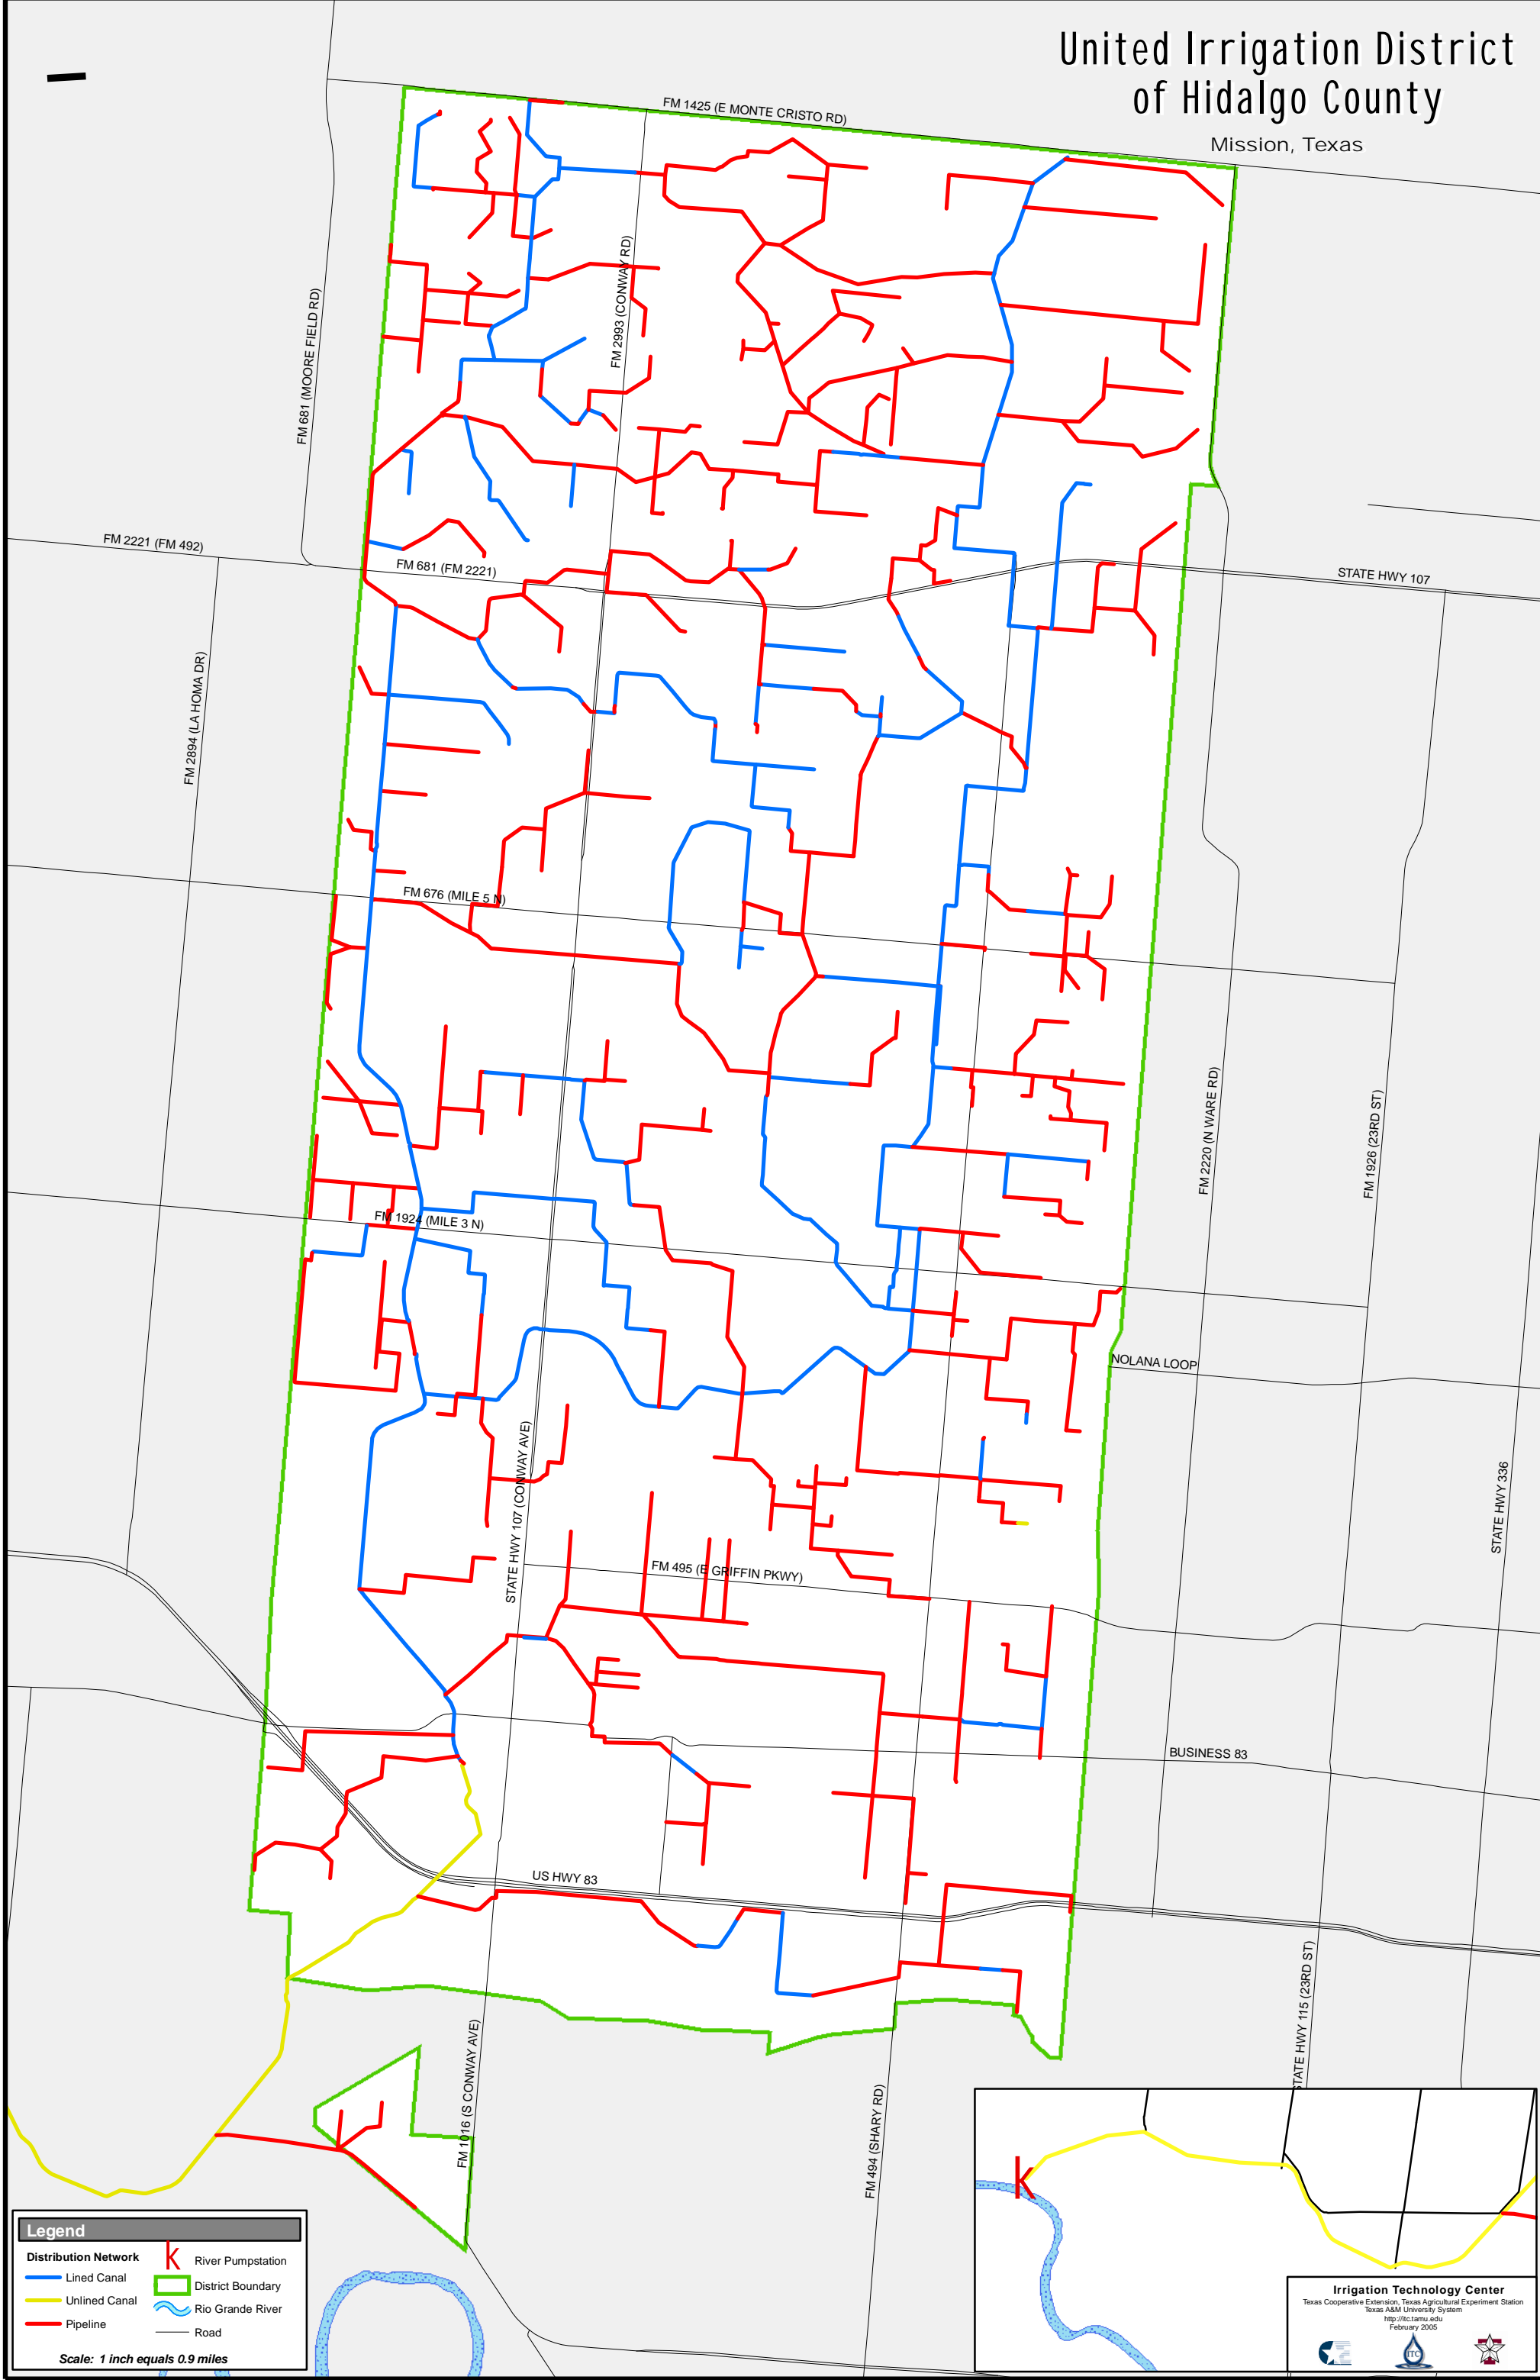 United Irrigation District
of Hidalgo County
Mission, Texas
FM 1425 (E MONTE CRISTO RD)
FM 681 (MOORE FIELD RD)
FM 2993 (CONWAY RD)
FM 2221 (FM 492)
FM 681 (FM 2221)
STATE HWY 107
FM 2894 (LA HOMA DR)
FM 676 (MILE 5 N)
FM 2220 (N WARE RD)
FM 1926 (23RD ST)
FM 1924 (MILE 3 N)
NOLANA LOOP
STATE HWY 107 (CONWAY AVE)
STATE HWY 336
FM 495 (E GRIFFIN PKWY)
BUSINESS 83
US HWY 83
STATE HWY 115 (23RD ST)
FM 1016 (S CONWAY AVE)
FM 494 (SHARY RD)
Legend
Distribution Network
Lined Canal
Unlined Canal
Pipeline
River Pumpstation
District Boundary
Rio Grande River
Road
Scale: 1 inch equals 0.9 miles
Irrigation Technology Center
Texas Cooperative Extension, Texas Agricultural Experiment Station
Texas A&M University System
http://itc.tamu.edu
February 2005
ITC